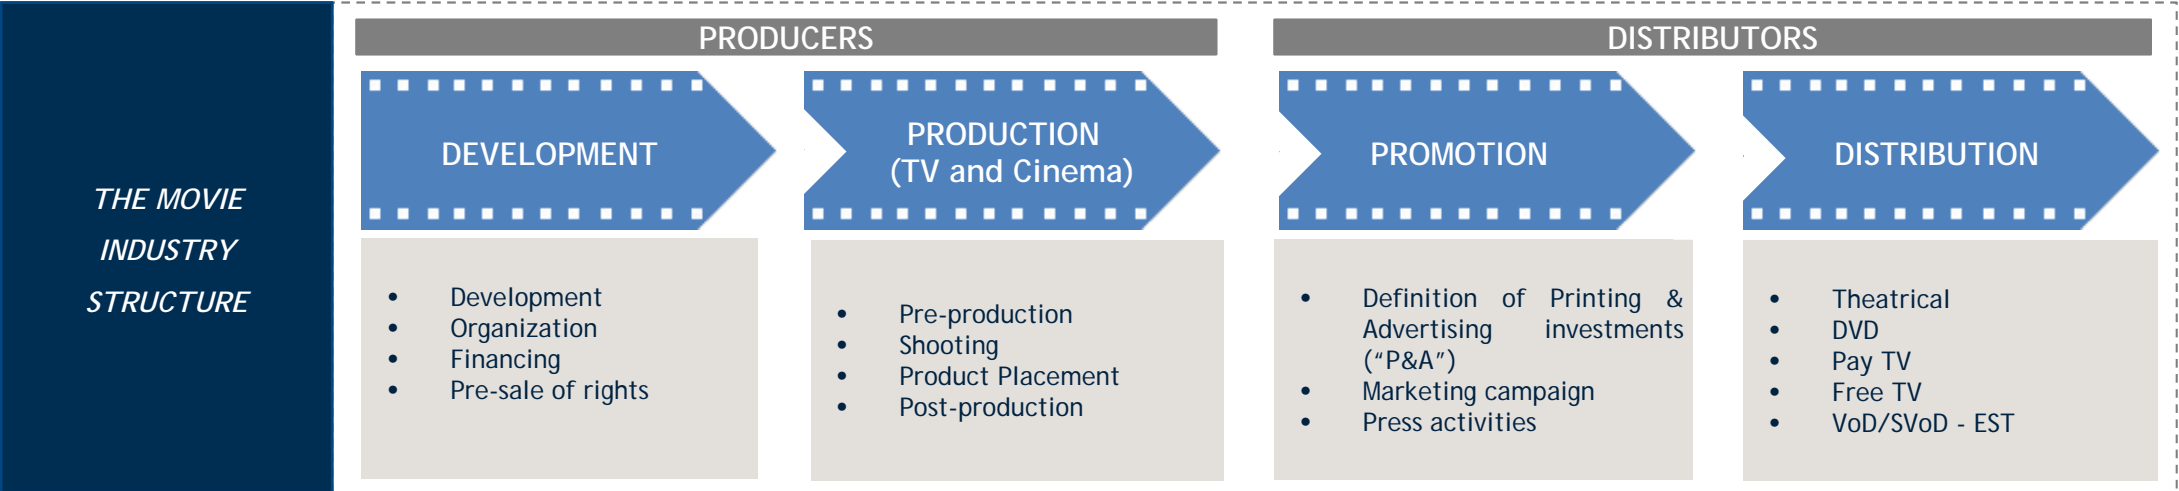 THE MOVIE
INDUSTRY
STRUCTURE
PRODUCERS
DEVELOPMENT
• Development
• Organization
• Financing
• Pre-sale of rights
PRODUCTION
(TV and Cinema)
• Pre-production
• Shooting
• Product Placement
• Post-production
DISTRIBUTORS
PROMOTION
• Definition of Printing &
Advertising investments
(“P&A”)
• Marketing campaign
• Press activities
DISTRIBUTION
• Theatrical
• DVD
• Pay TV
• Free TV
• VoD/SVoD - EST